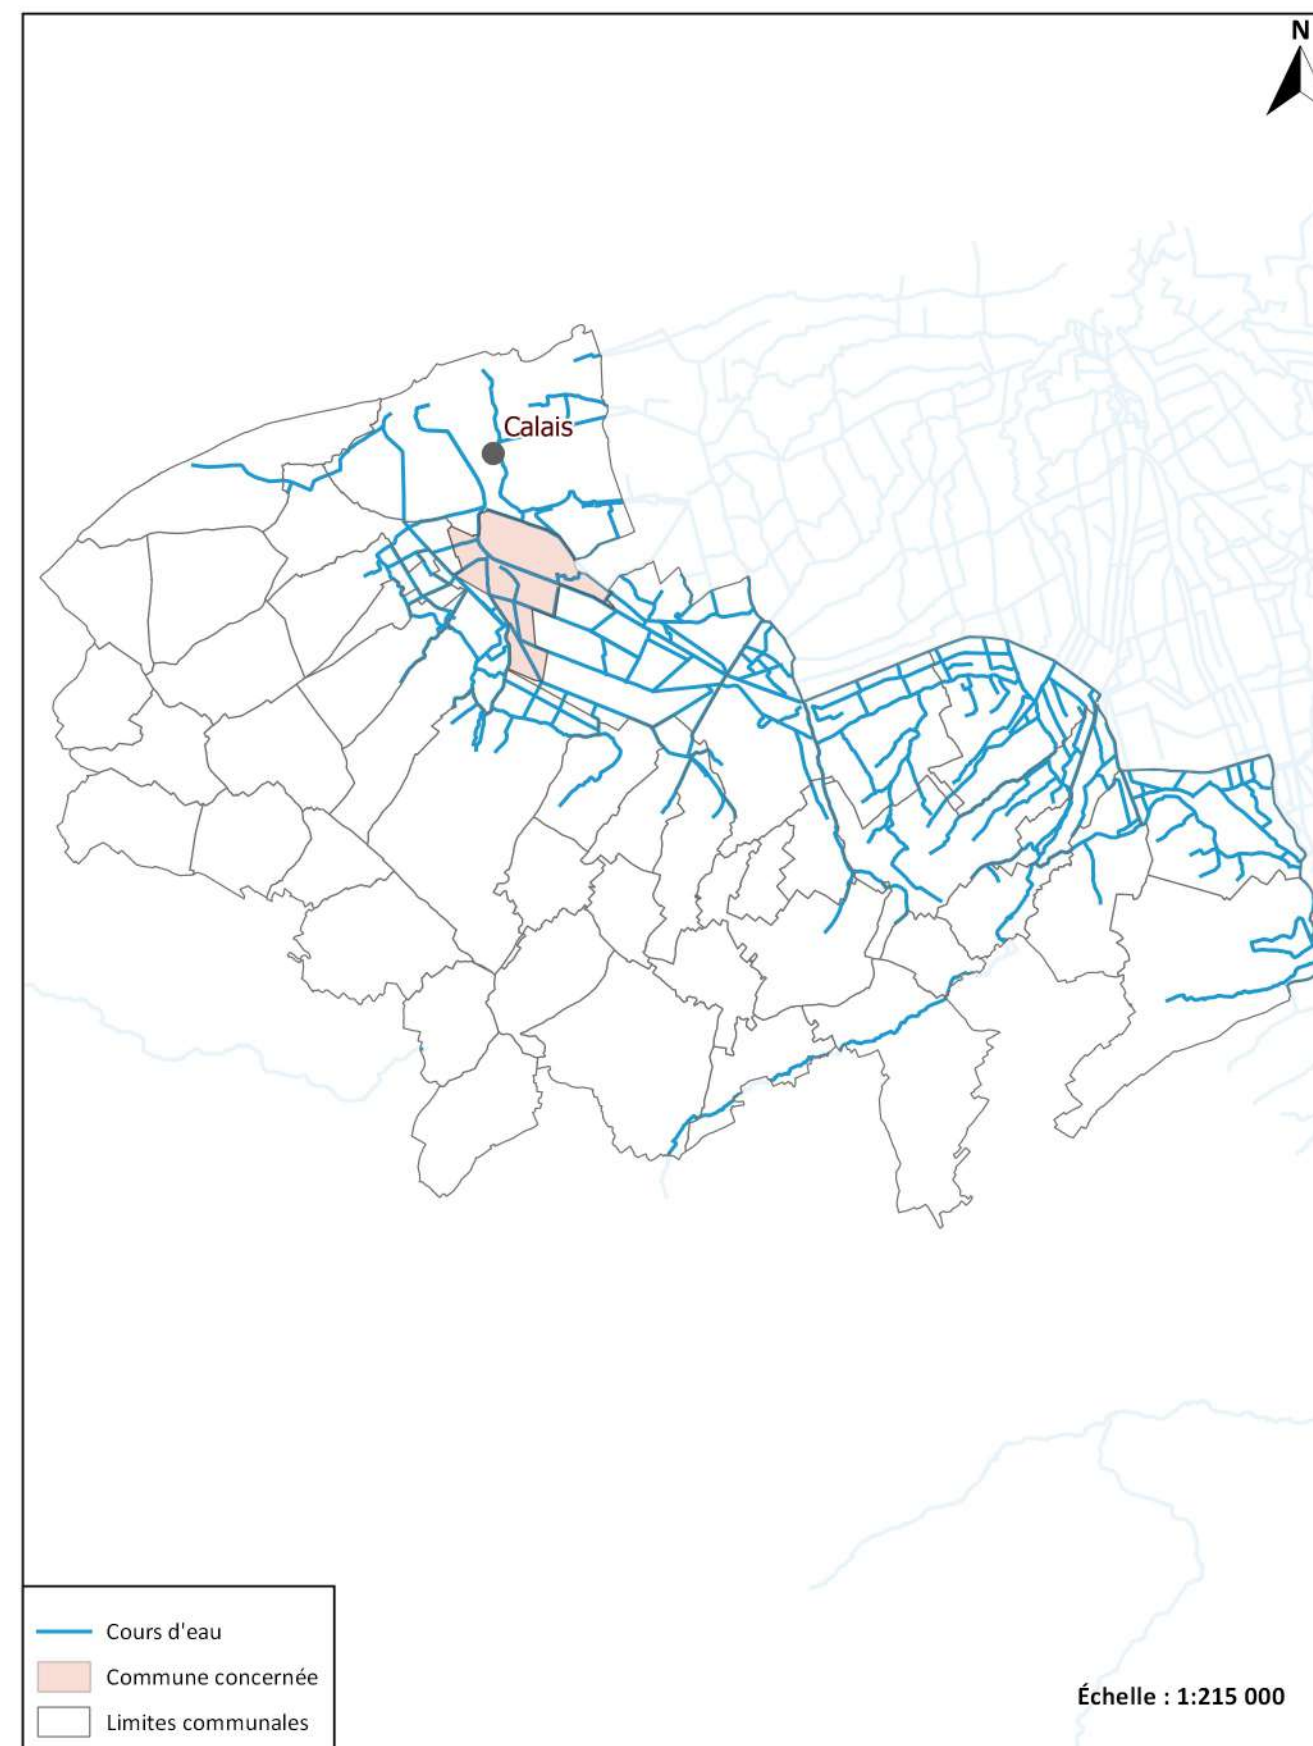 N
Calais
Cours d'eau
Commune concernée
Limites communales
Échelle : 1:215 000